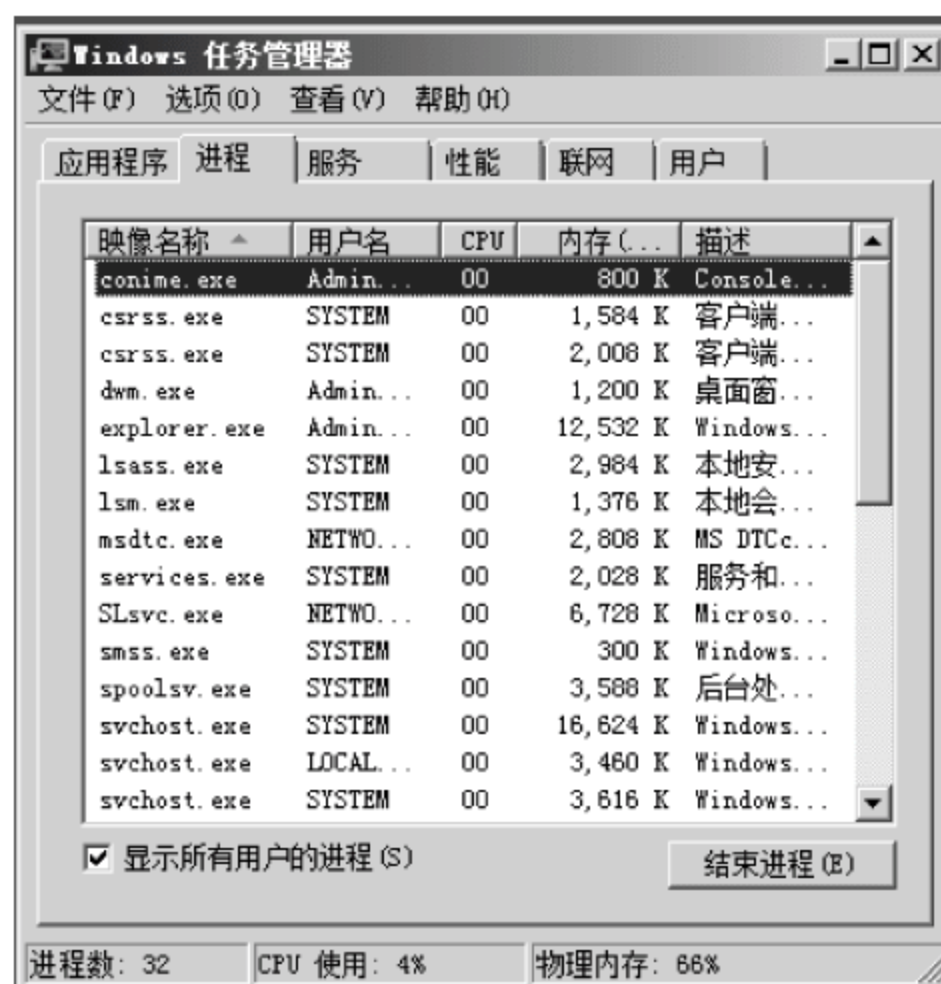 Windows 任务管理器
文件(F) 选项(O) 查看(V) 帮助(H)
应用程序 进程 服务 性能 联网 用户
映像名称 用户名 CPU 内存(... 描述
conime.exe Admin... 00 800 K Console...
csrss.exe SYSTEM 00 1,584 K 客户端...
csrss.exe SYSTEM 00 2,008 K 客户端...
dwm.exe Admin... 00 1,200 K 桌面窗...
explorer.exe Admin... 00 12,532 K Windows...
lsass.exe SYSTEM 00 2,984 K 本地安...
lsm.exe SYSTEM 00 1,376 K 本地会...
msdtc.exe NETWO... 00 2,808 K MS DTCc...
services.exe SYSTEM 00 2,028 K 服务和...
SLsvc.exe NETWO... 00 6,728 K Microso...
smss.exe SYSTEM 00 300 K Windows...
spoolsv.exe SYSTEM 00 3,588 K 后台处...
svchost.exe SYSTEM 00 16,624 K Windows...
svchost.exe LOCAL... 00 3,460 K Windows...
svchost.exe SYSTEM 00 3,616 K Windows...
显示所有用户的进程(S) 结束进程(E)
进程数: 32 CPU 使用: 4% 物理内存: 66%